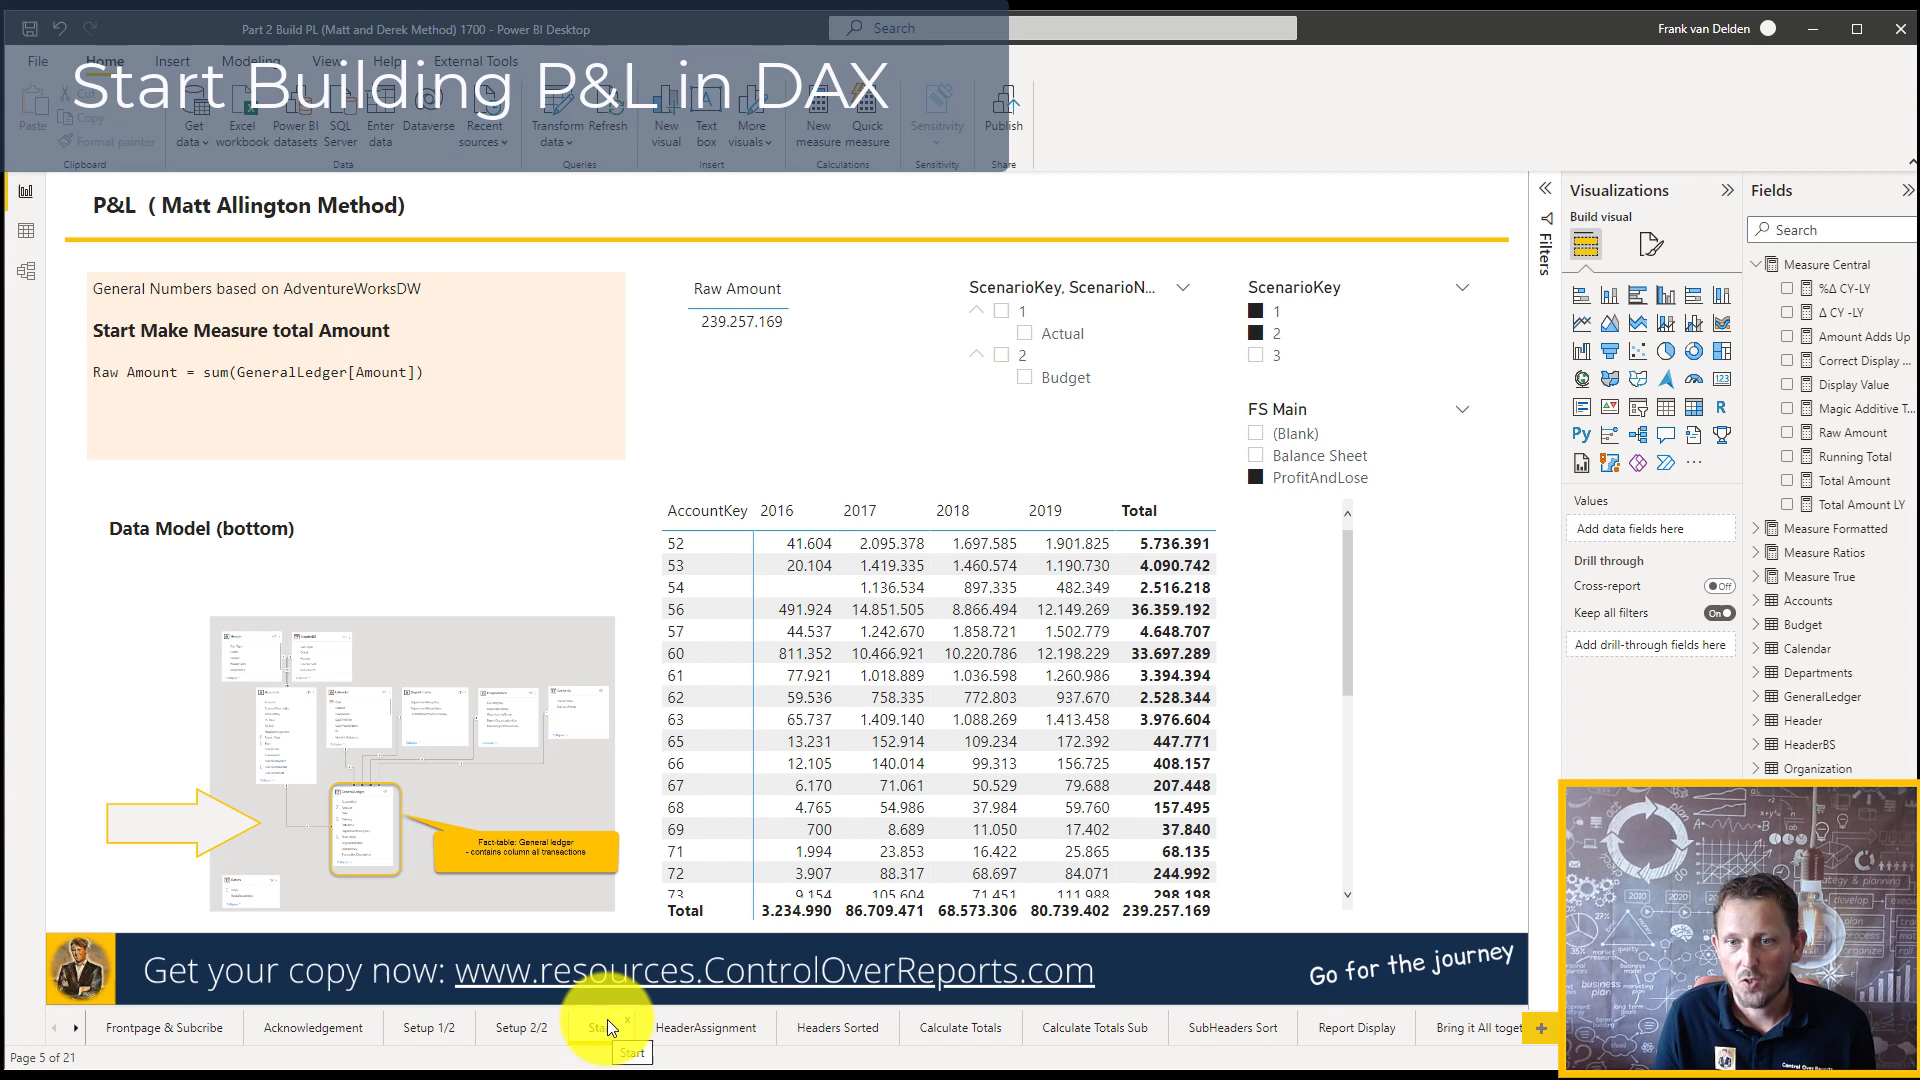 Part 2 Build PL (Matt and Derek Method) 1700 - Power BI Desktop
Search
Frank van Delden
File
Home
Insert
Modeling
View
Help
External Tools
Start Building P&L in DAX
Paste
Cut
Copy
Format painter
Get data
Excel workbook
Power BI datasets
SQL Server
Enter data
Dataverse
Recent sources
Transform data
Refresh
New visual
Text box
More visuals
New measure
Quick measure
Sensitivity
Publish
Clipboard
Data
Queries
Insert
Calculations
Sensitivity
Share
P&L ( Matt Allington Method)
General Numbers based on AdventureWorksDW
Start Make Measure total Amount
Raw Amount = sum(GeneralLedger[Amount])
Raw Amount
239.257.169
ScenarioKey, ScenarioN...
1
Actual
2
Budget
ScenarioKey
1
2
3
FS Main
(Blank)
Balance Sheet
ProfitAndLose
Data Model (bottom)
Fact-table: General ledger
- contains column all transactions
AccountKey 2016 2017 2018 2019 Total
52 41.604 2.095.378 1.697.585 1.901.825 5.736.391
53 20.104 1.419.335 1.460.574 1.190.730 4.090.742
54 1.136.534 897.335 482.349 2.516.218
56 491.924 14.851.505 8.866.494 12.149.269 36.359.192
57 44.537 1.242.670 1.858.721 1.502.779 4.648.707
60 811.352 10.466.921 10.220.786 12.198.229 33.697.289
61 77.921 1.018.889 1.036.598 1.260.986 3.394.394
62 59.536 758.335 772.803 937.670 2.528.344
63 65.737 1.409.140 1.088.269 1.413.458 3.976.604
65 13.231 152.914 109.234 172.392 447.771
66 12.105 140.014 99.313 156.725 408.157
67 6.170 71.061 50.529 79.688 207.448
68 4.765 54.986 37.984 59.760 157.495
69 700 8.689 11.050 17.402 37.840
71 1.994 23.853 16.422 25.865 68.135
72 3.907 88.317 68.697 84.071 244.992
73 9.154 105.604 71.451 111.988 298.198
Total 3.234.990 86.709.471 68.573.306 80.739.402 239.257.169
Filters
Visualizations
Build visual
Values
Add data fields here
Drill through
Cross-report
Off
Keep all filters
On
Add drill-through fields here
Fields
Search
Measure Central
%Δ CY-LY
Δ CY -LY
Amount Adds Up
Correct Display ...
Display Value
Magic Additive T...
Raw Amount
Running Total
Total Amount
Total Amount LY
Measure Formatted
Measure Ratios
Measure True
Accounts
Budget
Calendar
Departments
GeneralLedger
Header
HeaderBS
Organization
Get your copy now: www.resources.ControlOverReports.com
Go for the journey
Frontpage & Subcribe
Acknowledgement
Setup 1/2
Setup 2/2
HeaderAssignment
Headers Sorted
Calculate Totals
Calculate Totals Sub
SubHeaders Sort
Report Display
Bring it All toget
Start
Page 5 of 21